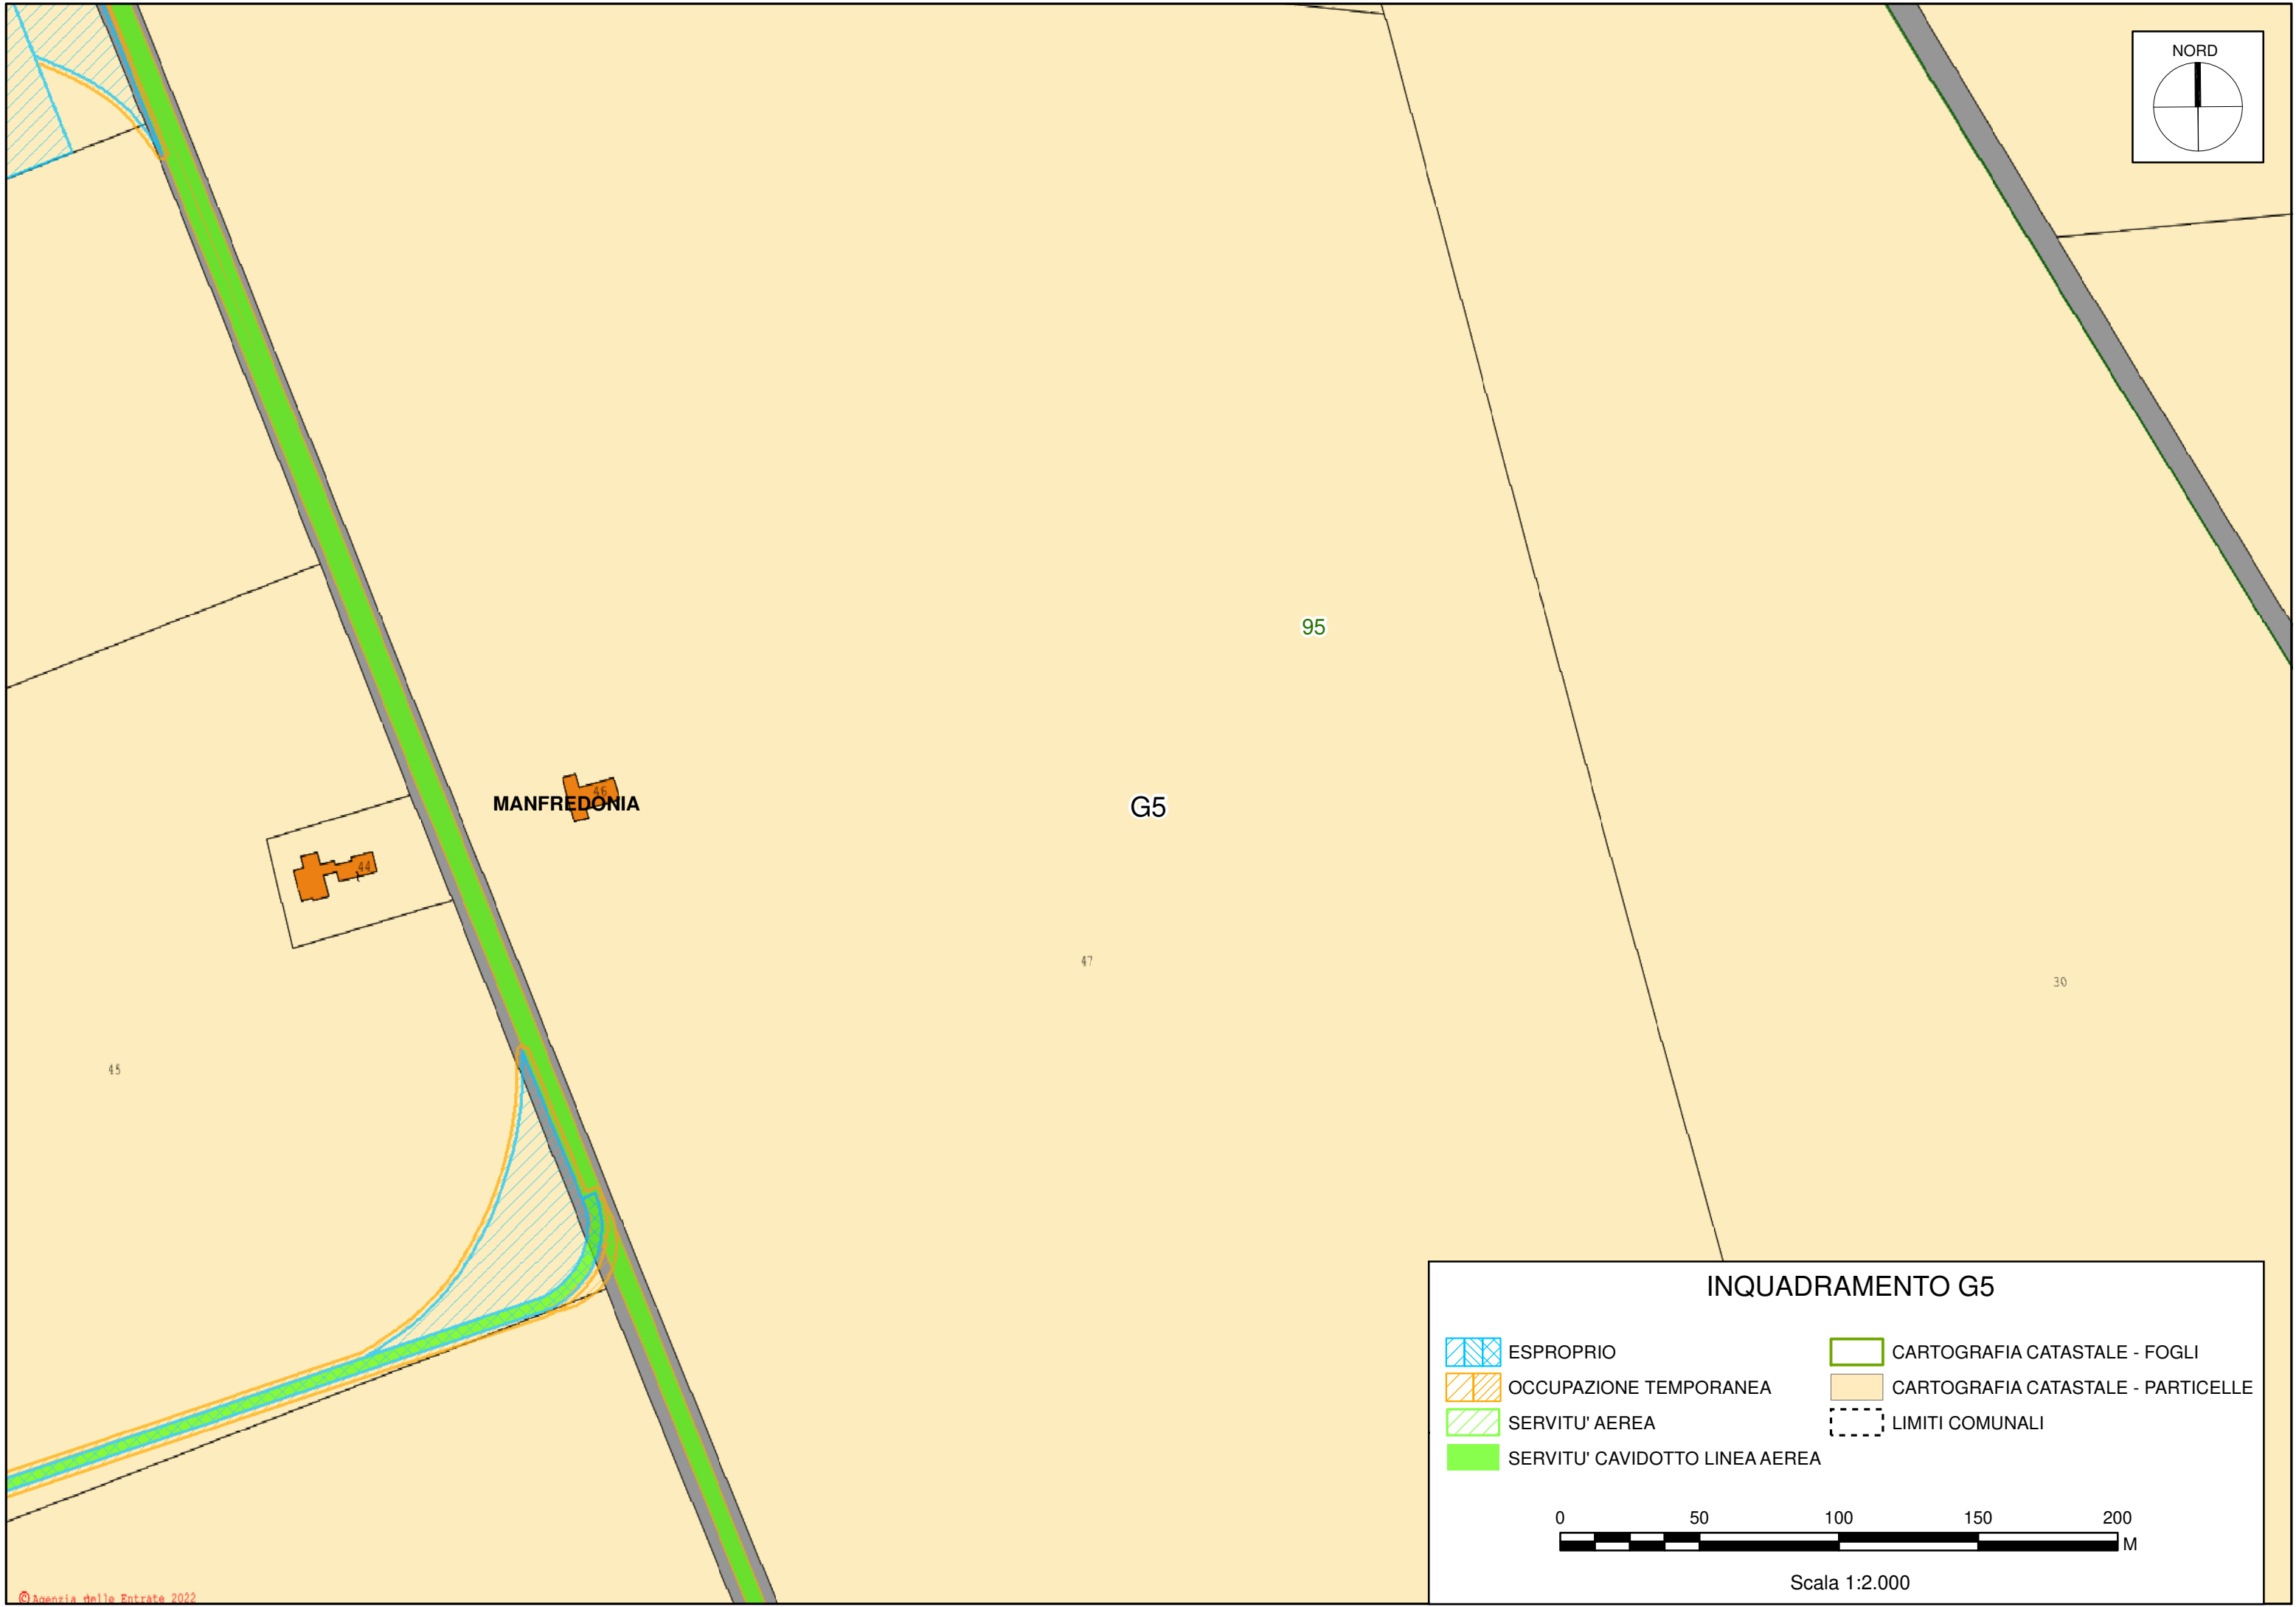 NORD
95
MANFREDONIA
46
G5
44
47
30
45
INQUADRAMENTO G5
ESPROPRIO
OCCUPAZIONE TEMPORANEA
SERVITU' AEREA
SERVITU' CAVIDOTTO LINEA AEREA
CARTOGRAFIA CATASTALE - FOGLI
CARTOGRAFIA CATASTALE - PARTICELLE
LIMITI COMUNALI
0 50 100 150 200
M
Scala 1:2.000
© Agenzia delle Entrate 2022